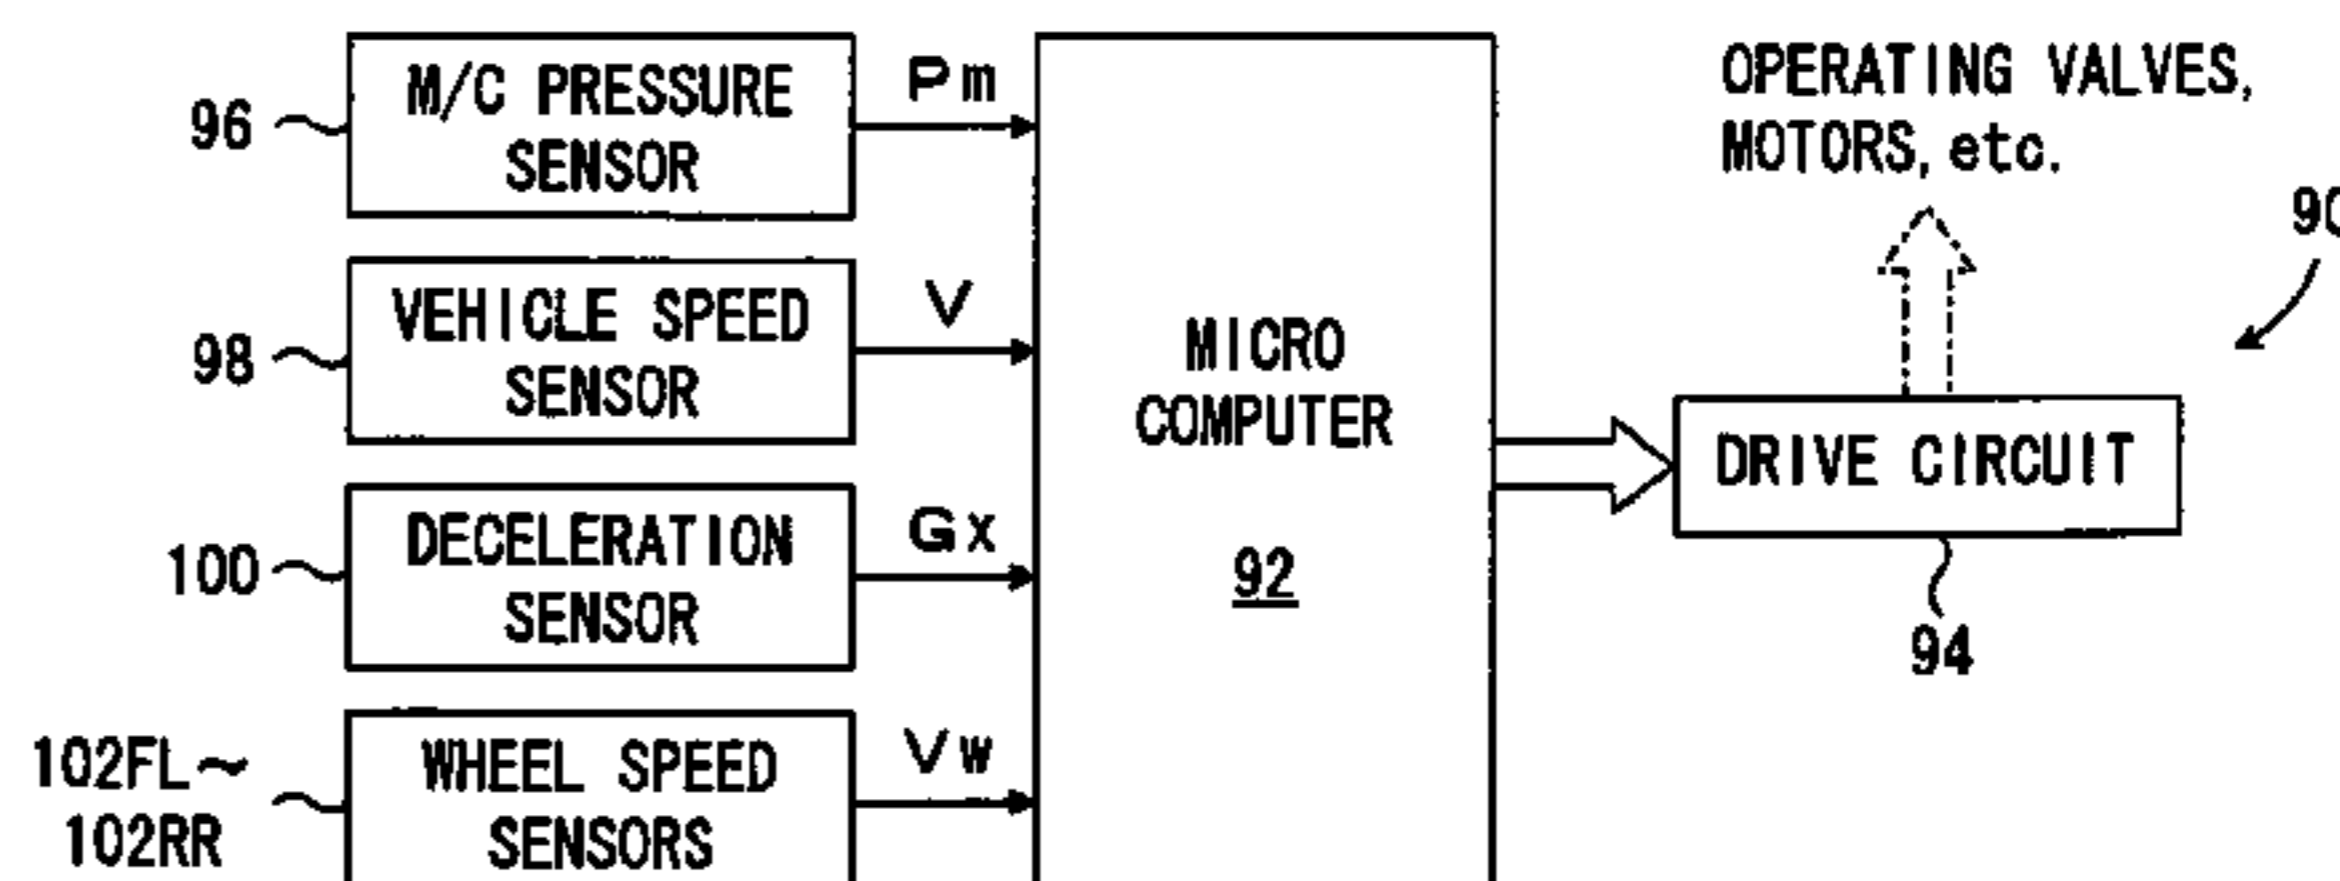 96
M/C PRESSURE
SENSOR
Pm
98
VEHICLE SPEED
SENSOR
V
100
DECELERATION
SENSOR
Gx
102FL~
102RR
WHEEL SPEED
SENSORS
Vw
MICRO
COMPUTER
92
OPERATING VALVES,
MOTORS, etc.
DRIVE CIRCUIT
94